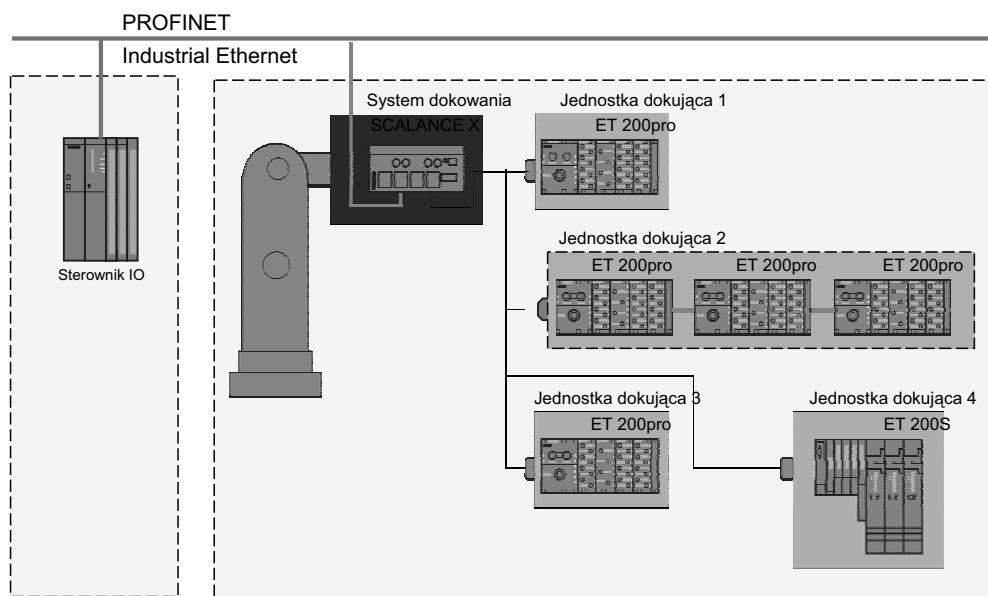 PROFINET
Industrial Ethernet
System dokowania
SCALANCE X
Jednostka dokująca 1
ET 200pro
Sterownik IO
Jednostka dokująca 2
ET 200pro
ET 200pro
ET 200pro
Jednostka dokująca 3
ET 200pro
Jednostka dokująca 4
ET 200S